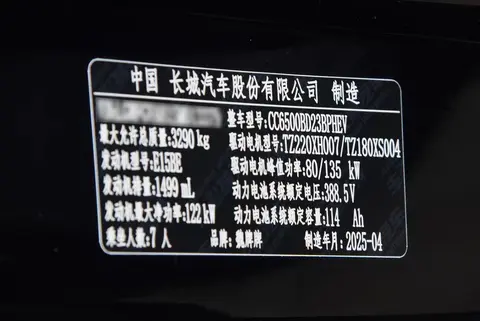 中国 长城汽车股份有限公司 制造
整车型号:CC6500BD23BPHEV
最大允许总质量:3290 kg 驱动电机型号:TZ220XH007/TZ180XS004
发动机型号:E15BE 驱动电机峰值功率:80/135 kW
发动机排量:1499 mL 动力电池系统额定电压:388.5V
发动机最大净功率:122 kW 动力电池系统额定容量:114 Ah
乘坐人数:7 人 品牌:魏牌牌 制造年月:2025-04